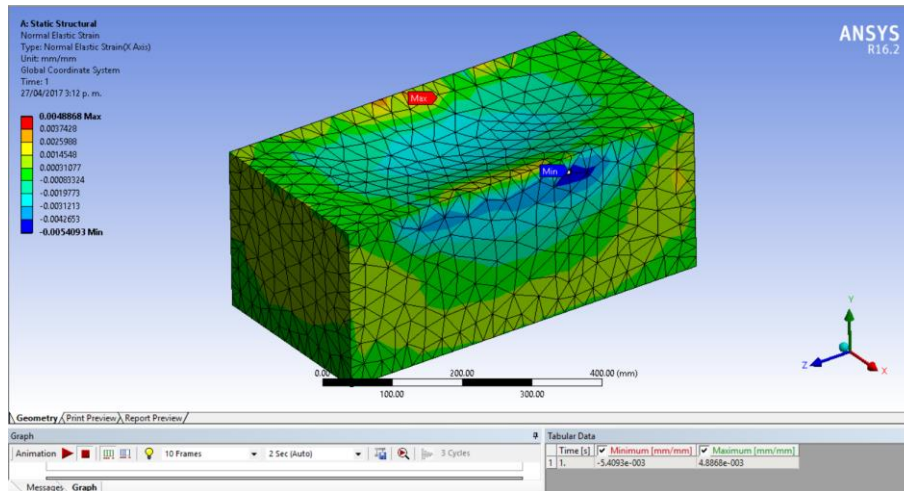 A: Static Structural
Normal Elastic Strain
Type: Normal Elastic Strain(X Axis)
Unit: mm/mm
Global Coordinate System
Time: 1
27/04/2017 3:12 p. m.
0.0048868 Max
0.0037428
0.0025988
0.0014548
0.00031077
-0.00083324
-0.0019773
-0.0031213
-0.0042653
-0.0054093 Min
ANSYS
R16.2
Max
Min
0.00
200.00
400.00 (mm)
100.00
300.00
Y
Z
X
Geometry Print Preview Report Preview
Graph
Animation 10 Frames 2 Sec (Auto) 3 Cycles
Messages Graph
Tabular Data
Time [s] Minimum [mm/mm] Maximum [mm/mm]
1 1. -5.4093e-003 4.8868e-003